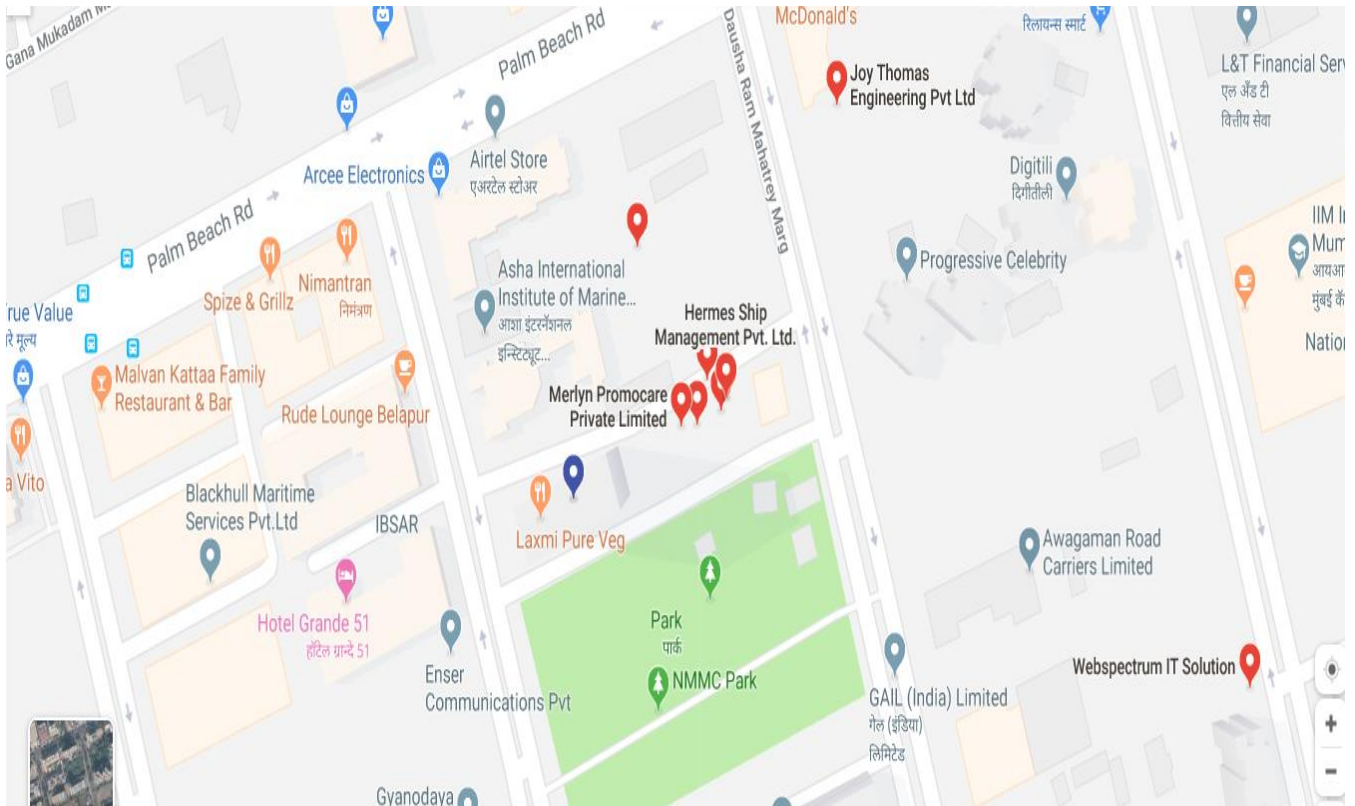 Gana Mukadam
Palm Beach Rd
Dausha Ram Mahatrey Marg
McDonald's
रिलायन्स स्मार्ट
Joy Thomas
Engineering Pvt Ltd
L&T Financial Serv
एल अँड टी
वित्तीय सेवा
Arcee Electronics
Airtel Store
एअरटेल स्टोअर
Digitili
दिगीतीली
Palm Beach Rd
Spize & Grillz
Nimantran
निमंत्रण
Asha International
Institute of Marine...
आशा इंटरनॅशनल
इन्स्टिट्यूट...
Progressive Celebrity
IIM
मुंबई
Natio
rue Value
मूल्य
Hermes Ship
Management Pvt. Ltd.
Malvan Kattaa Family
Restaurant & Bar
Rude Lounge Belapur
Merlyn Promocare
Private Limited
a Vito
Blackhull Maritime
Services Pvt.Ltd
IBSAR
Laxmi Pure Veg
Awagaman Road
Carriers Limited
Hotel Grande 51
हॉटेल ग्रान्दे 51
Park
पार्क
NMMC Park
Enser
Communications Pvt
GAIL (India) Limited
गेल (इंडिया)
लिमिटेड
Webspectrum IT Solution
Gyanodaya